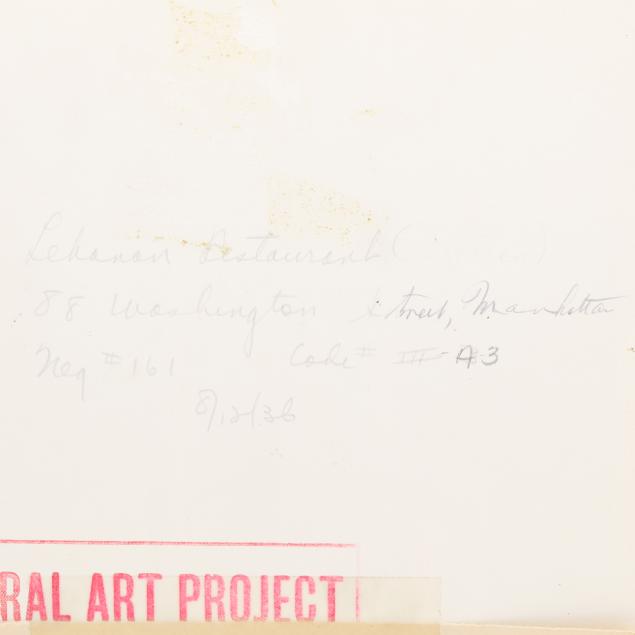 Lebanon Restaurant (
88 Washington Street, Manhattan
Neg #161 Code # III-A3
8/12/36
RAL ART PROJECT